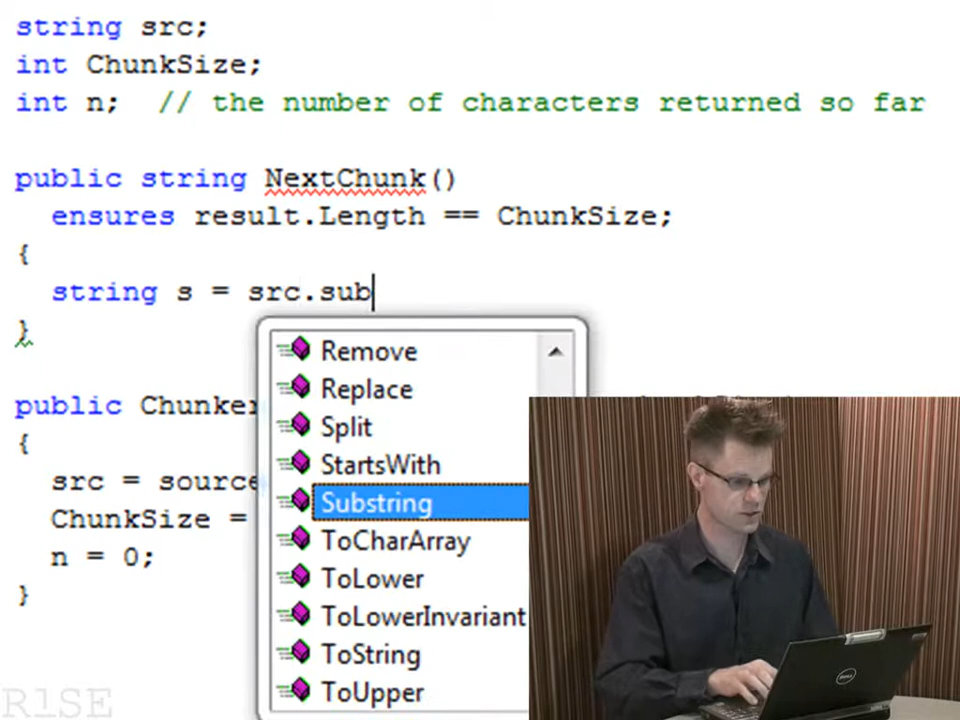 string src;
int ChunkSize;
int n;  // the number of characters returned so far
public string NextChunk()
ensures result.Length == ChunkSize;
{
string s = src.sub
}
Remove
Replace
Split
StartsWith
Substring
ToCharArray
ToLower
ToLowerInvariant
ToString
ToUpper
public Chunker
{
src = source
ChunkSize =
n = 0;
}
R1SE
DELL